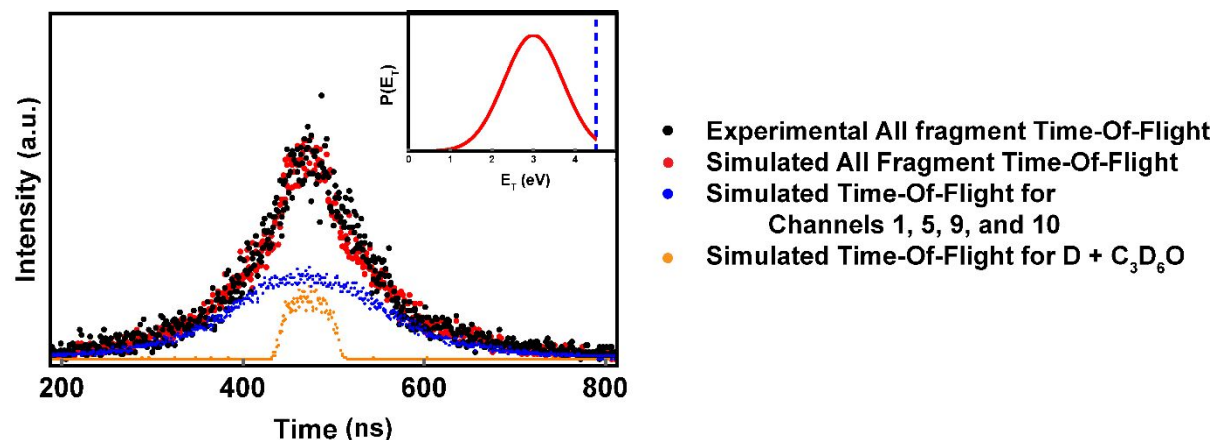 Intensity (a.u.)
200
400
600
800
Time (ns)
P(E_T)
0
1
2
3
4
5
E_T (eV)
Experimental All fragment Time-Of-Flight
Simulated All Fragment Time-Of-Flight
Simulated Time-Of-Flight for
Channels 1, 5, 9, and 10
Simulated Time-Of-Flight for D + C₃D₆O